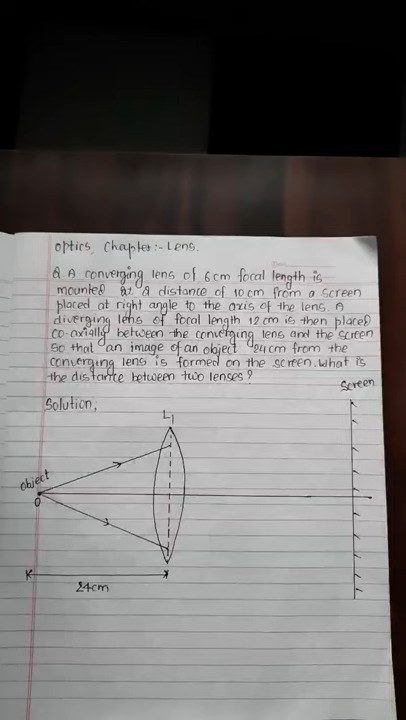 optics, Chapter:- Lens.
Q. A converging lens of 6cm focal length is
mounted at a distance of 10cm from a screen
placed at right angle to the axis of the lens. A
diverging lens of focal length 12cm is then placed
co-axially between the converging lens and the screen
so that an image of an object 24cm from the
converging lens is formed on the screen. What is
the distance between two lenses?
Screen
Solution,
L1
object
O
24cm